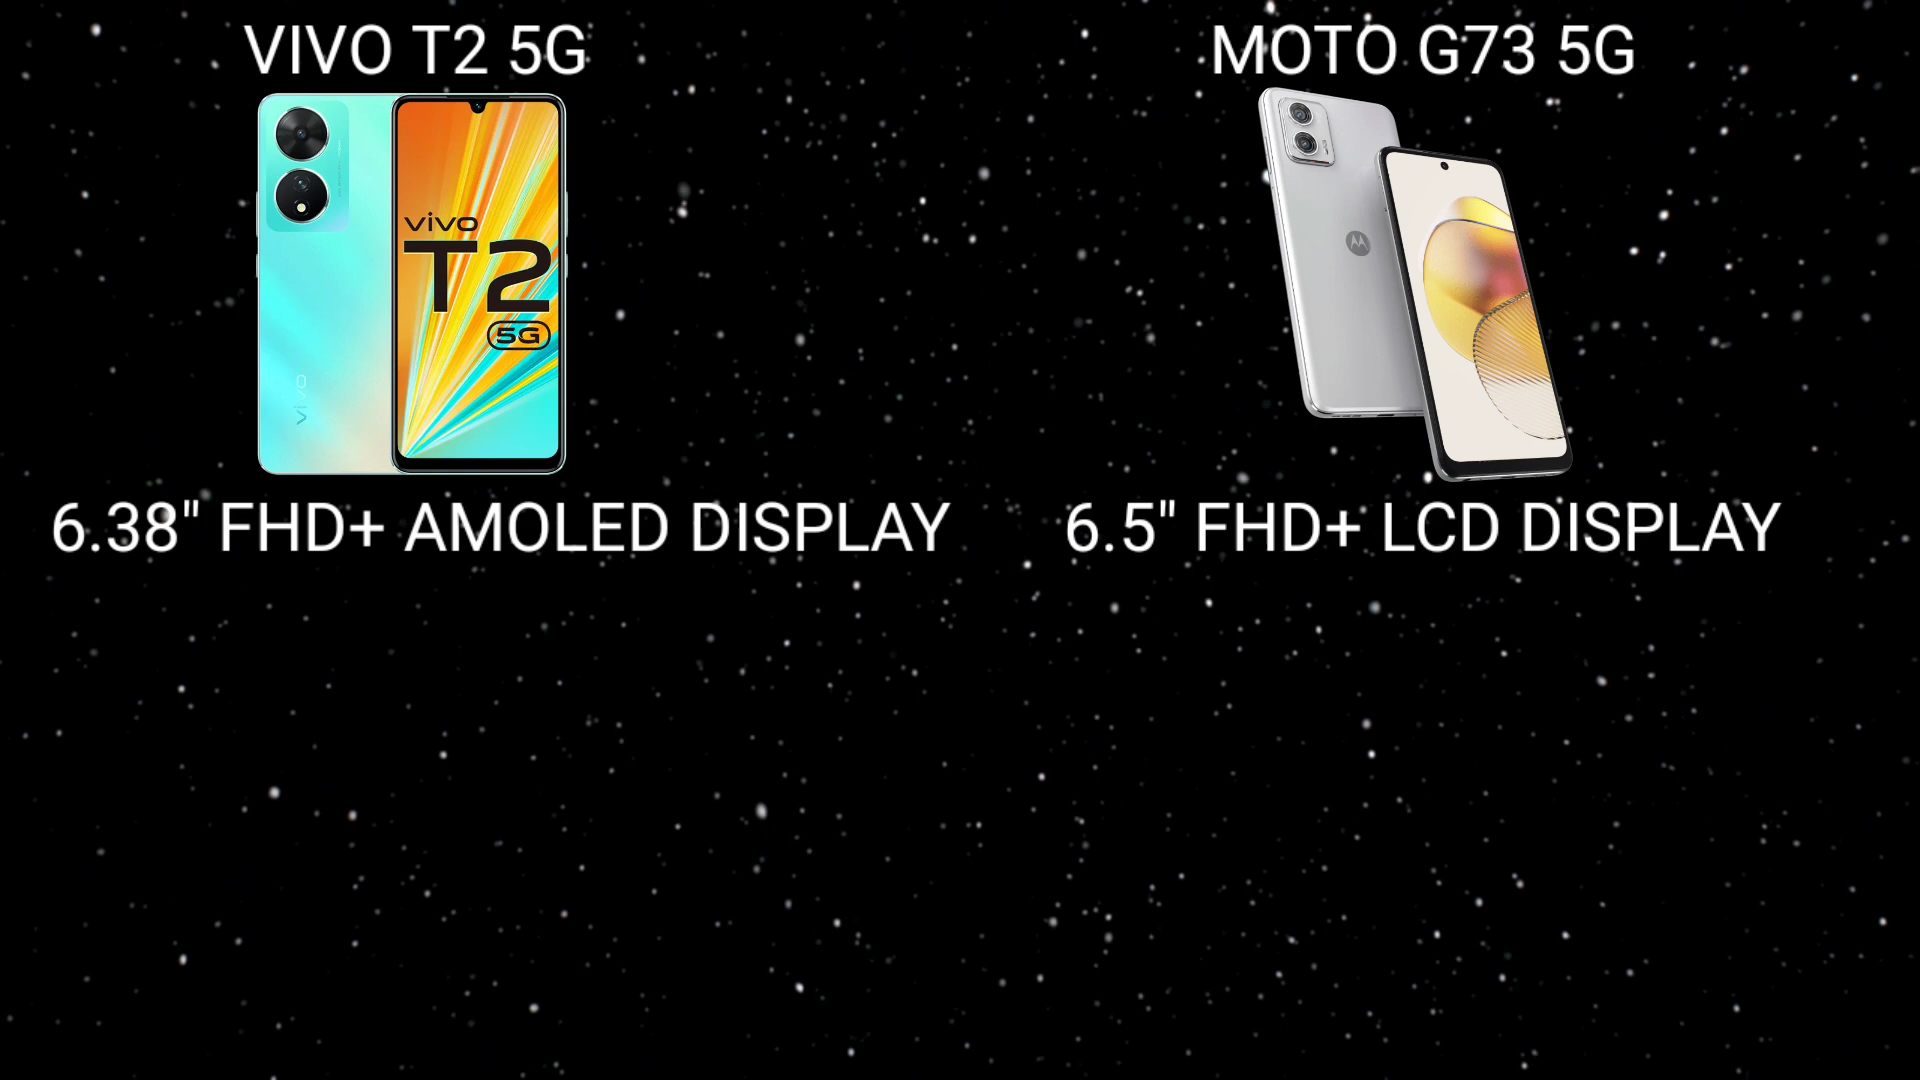 VIVO T2 5G
vivo
T2
5G
vivo
6.38" FHD+ AMOLED DISPLAY
MOTO G73 5G
6.5" FHD+ LCD DISPLAY